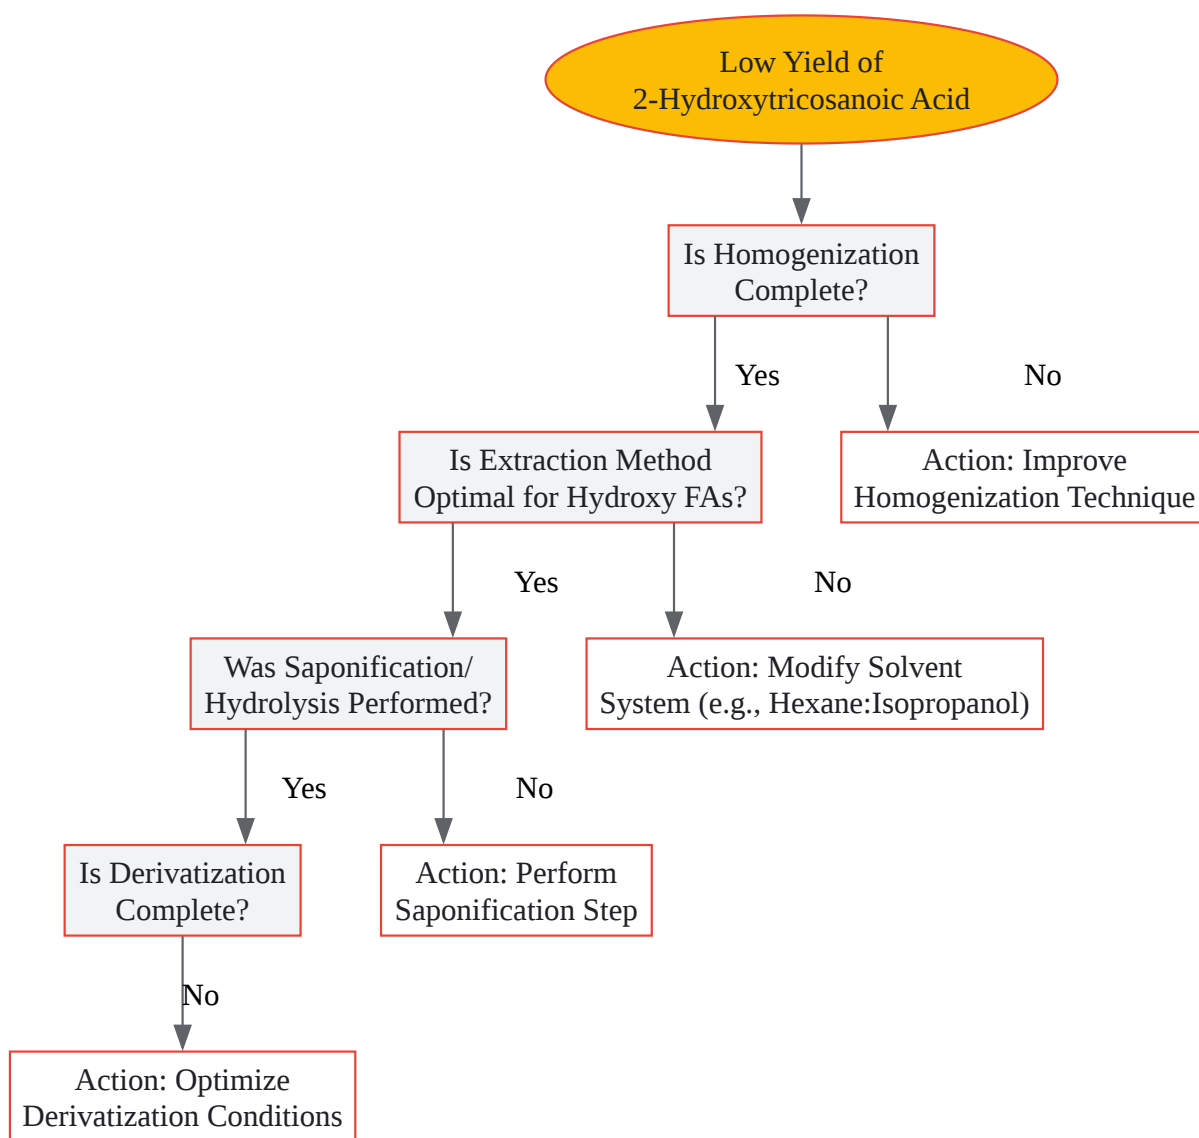 Low Yield of
2-Hydroxytricosanoic Acid
Is Homogenization
Complete?
Yes
No
Is Extraction Method
Optimal for Hydroxy FAs?
Action: Improve
Homogenization Technique
Yes
No
Was Saponification/
Hydrolysis Performed?
Action: Modify Solvent
System (e.g., Hexane:Isopropanol)
Yes
No
Is Derivatization
Complete?
Action: Perform
Saponification Step
No
Action: Optimize
Derivatization Conditions